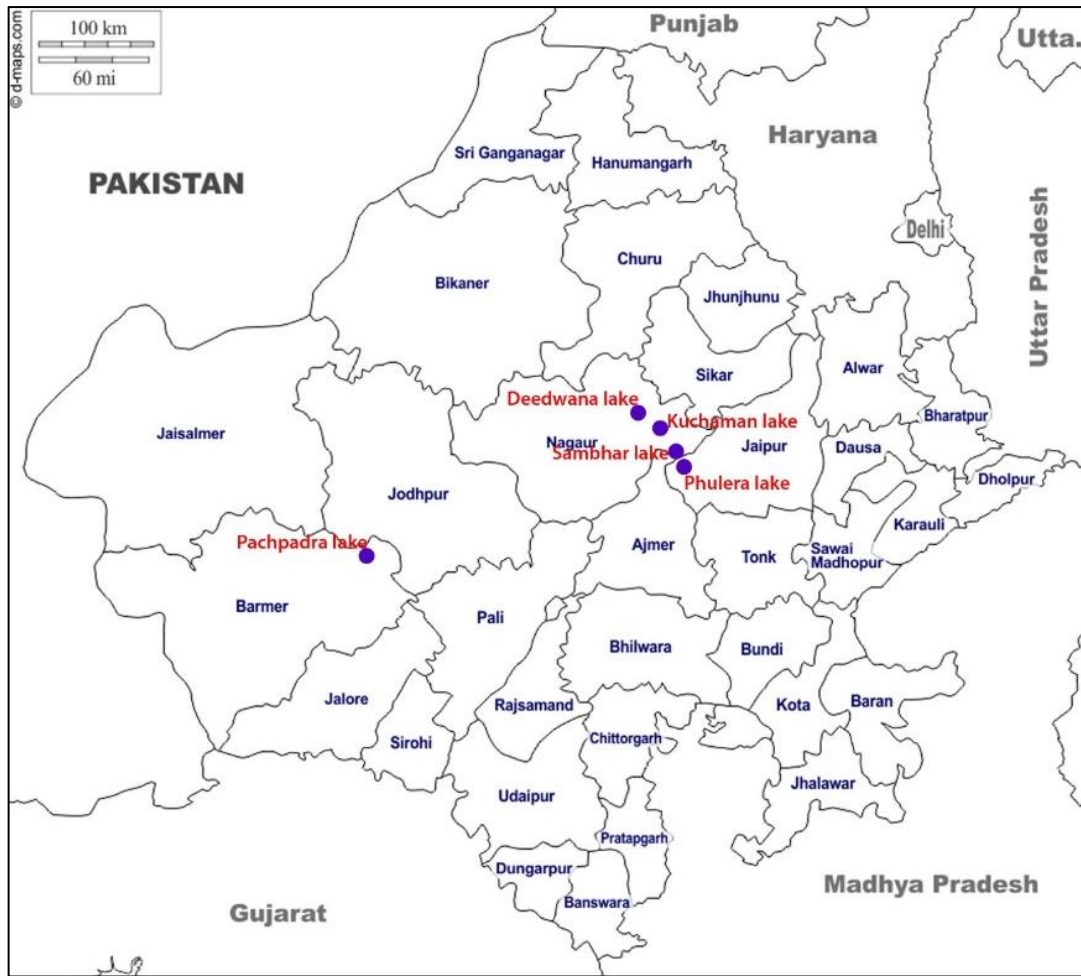 100 km
60 mi
© d-maps.com
Punjab
Utta.
Haryana
Sri Ganganagar
Hanumangarh
PAKISTAN
Delhi
Uttar Pradesh
Churu
Bikaner
Jhunjhunu
Alwar
Sikar
Deedwana lake
Bharatpur
Kuchaman lake
Jaisalmer
Nagaur
Jaipur
Dausa
Sambhar lake
Phulera lake
Dholpur
Jodhpur
Karauli
Pachpadra lake
Ajmer
Tonk
Sawai
Madhopur
Barmer
Pali
Bhilwara
Bundi
Jalore
Rajsamand
Kota
Baran
Sirohi
Chittorgarh
Jhalawar
Udaipur
Pratapgarh
Dungarpur
Banswara
Madhya Pradesh
Gujarat